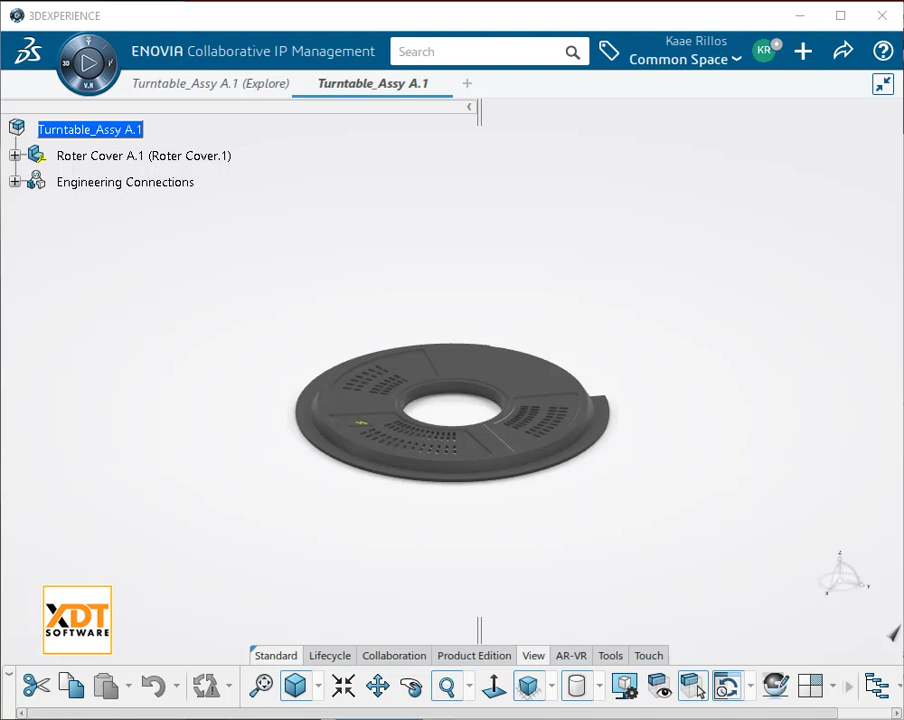 3DEXPERIENCE
3D
V.R
ENOVIA Collaborative IP Management
Search
Kaae Rillos
Common Space
KR
Turntable_Assy A.1 (Explore)
Turntable_Assy A.1
Turntable_Assy A.1
Roter Cover A.1 (Roter Cover.1)
Engineering Connections
z
y
x
XDT
SOFTWARE
Standard
Lifecycle
Collaboration
Product Edition
View
AR-VR
Tools
Touch